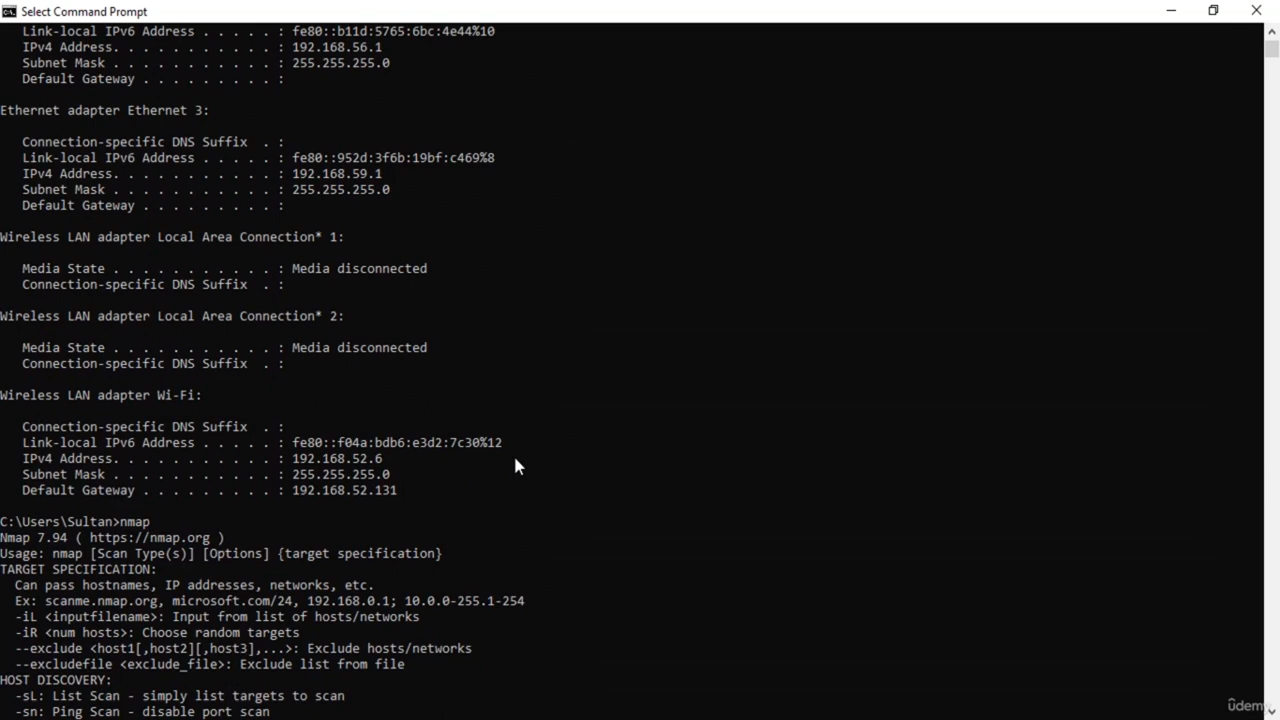 Select Command Prompt
Link-local IPv6 Address . . . . . : fe80::b11d:5765:6bc:4e44%10
IPv4 Address. . . . . . . . . . . : 192.168.56.1
Subnet Mask . . . . . . . . . . . : 255.255.255.0
Default Gateway . . . . . . . . . :
Ethernet adapter Ethernet 3:
Connection-specific DNS Suffix  . :
Link-local IPv6 Address . . . . . : fe80::952d:3f6b:19bf:c469%8
IPv4 Address. . . . . . . . . . . : 192.168.59.1
Subnet Mask . . . . . . . . . . . : 255.255.255.0
Default Gateway . . . . . . . . . :
Wireless LAN adapter Local Area Connection* 1:
Media State . . . . . . . . . . . : Media disconnected
Connection-specific DNS Suffix  . :
Wireless LAN adapter Local Area Connection* 2:
Media State . . . . . . . . . . . : Media disconnected
Connection-specific DNS Suffix  . :
Wireless LAN adapter Wi-Fi:
Connection-specific DNS Suffix  . :
Link-local IPv6 Address . . . . . : fe80::f04a:bdb6:e3d2:7c30%12
IPv4 Address. . . . . . . . . . . : 192.168.52.6
Subnet Mask . . . . . . . . . . . : 255.255.255.0
Default Gateway . . . . . . . . . : 192.168.52.131
C:\Users\Sultan>nmap
Nmap 7.94 ( https://nmap.org )
Usage: nmap [Scan Type(s)] [Options] {target specification}
TARGET SPECIFICATION:
Can pass hostnames, IP addresses, networks, etc.
Ex: scanme.nmap.org, microsoft.com/24, 192.168.0.1; 10.0.0-255.1-254
-iL <inputfilename>: Input from list of hosts/networks
-iR <num hosts>: Choose random targets
--exclude <host1[,host2][,host3],...>: Exclude hosts/networks
--excludefile <exclude_file>: Exclude list from file
HOST DISCOVERY:
-sL: List Scan - simply list targets to scan
-sn: Ping Scan - disable port scan
ûdemy